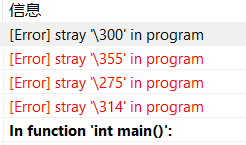 信息
[Error] stray '\300' in program
[Error] stray '\355' in program
[Error] stray '\275' in program
[Error] stray '\314' in program
In function 'int main()':